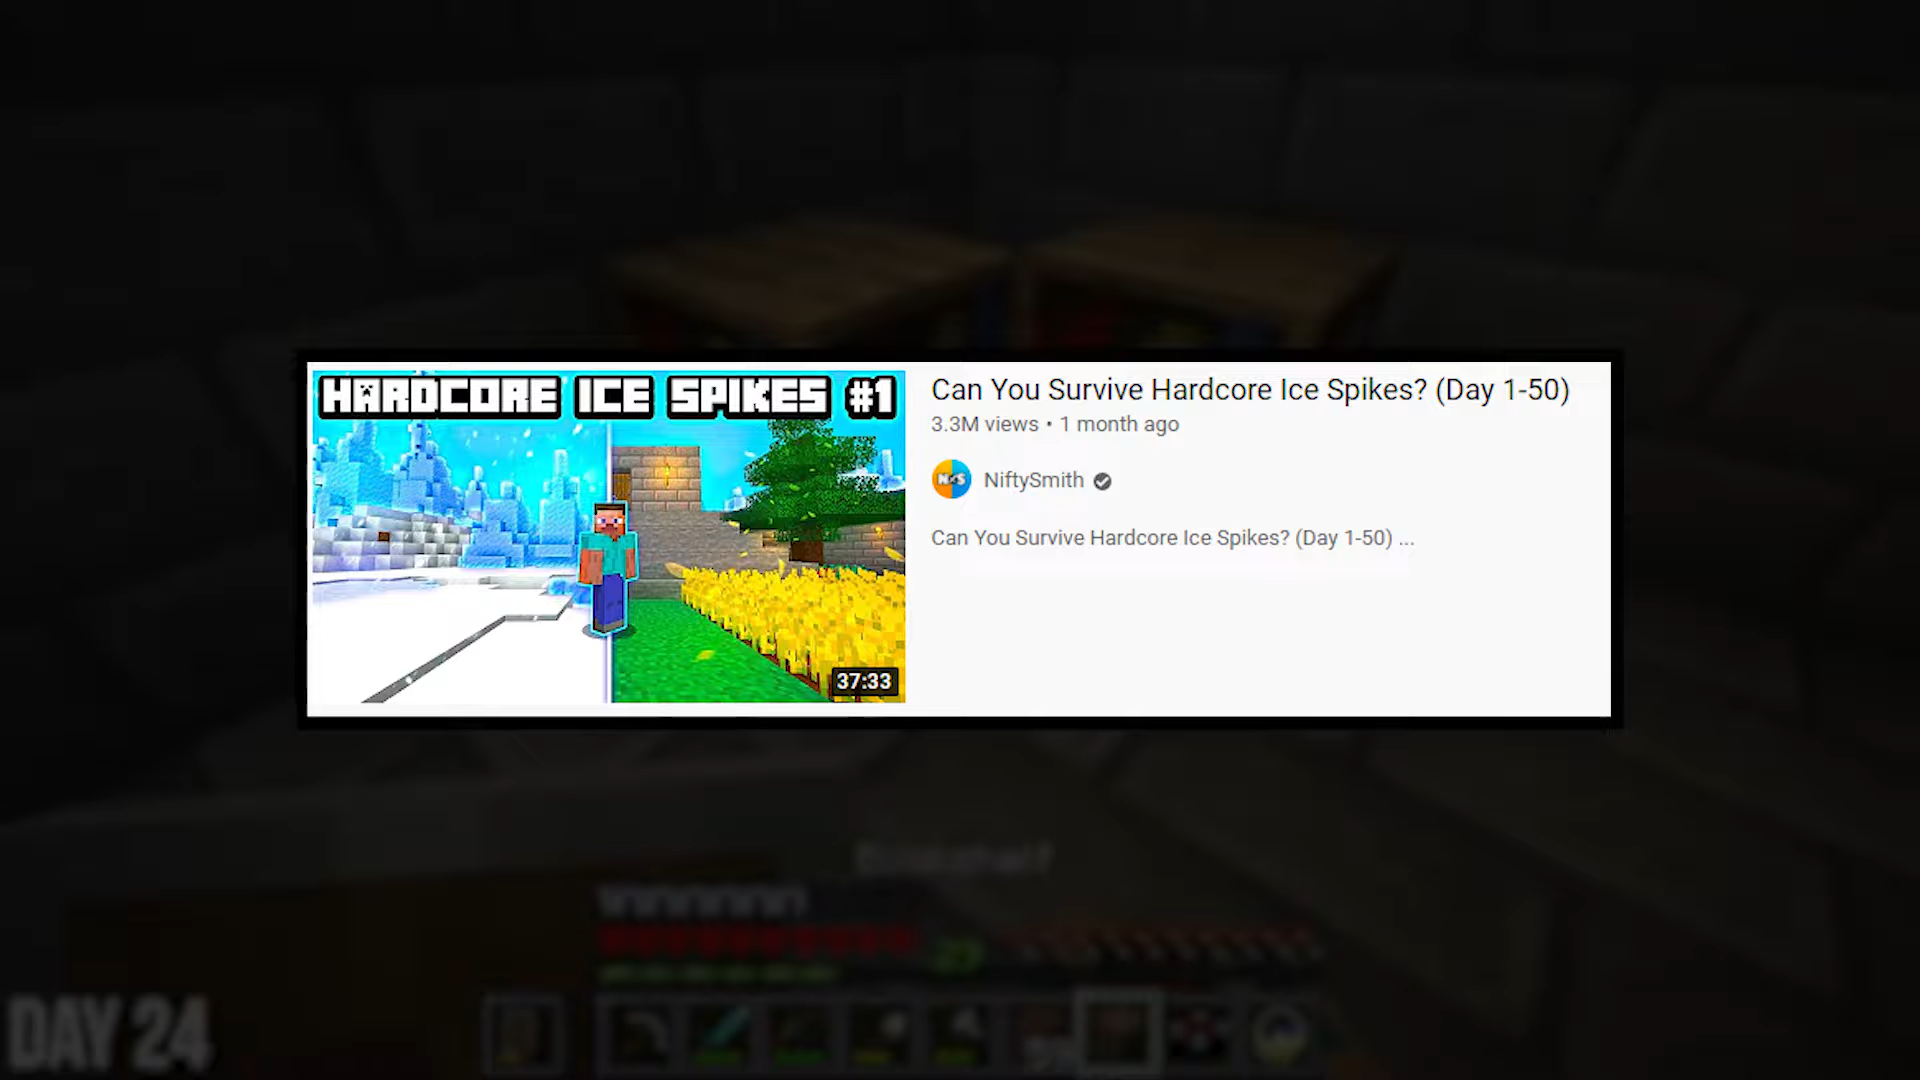 HARDCORE ICE SPIKES #1
37:33
Can You Survive Hardcore Ice Spikes? (Day 1-50)
3.3M views • 1 month ago
NiftySmith
Can You Survive Hardcore Ice Spikes? (Day 1-50) ...
Bookshelf
DAY 24